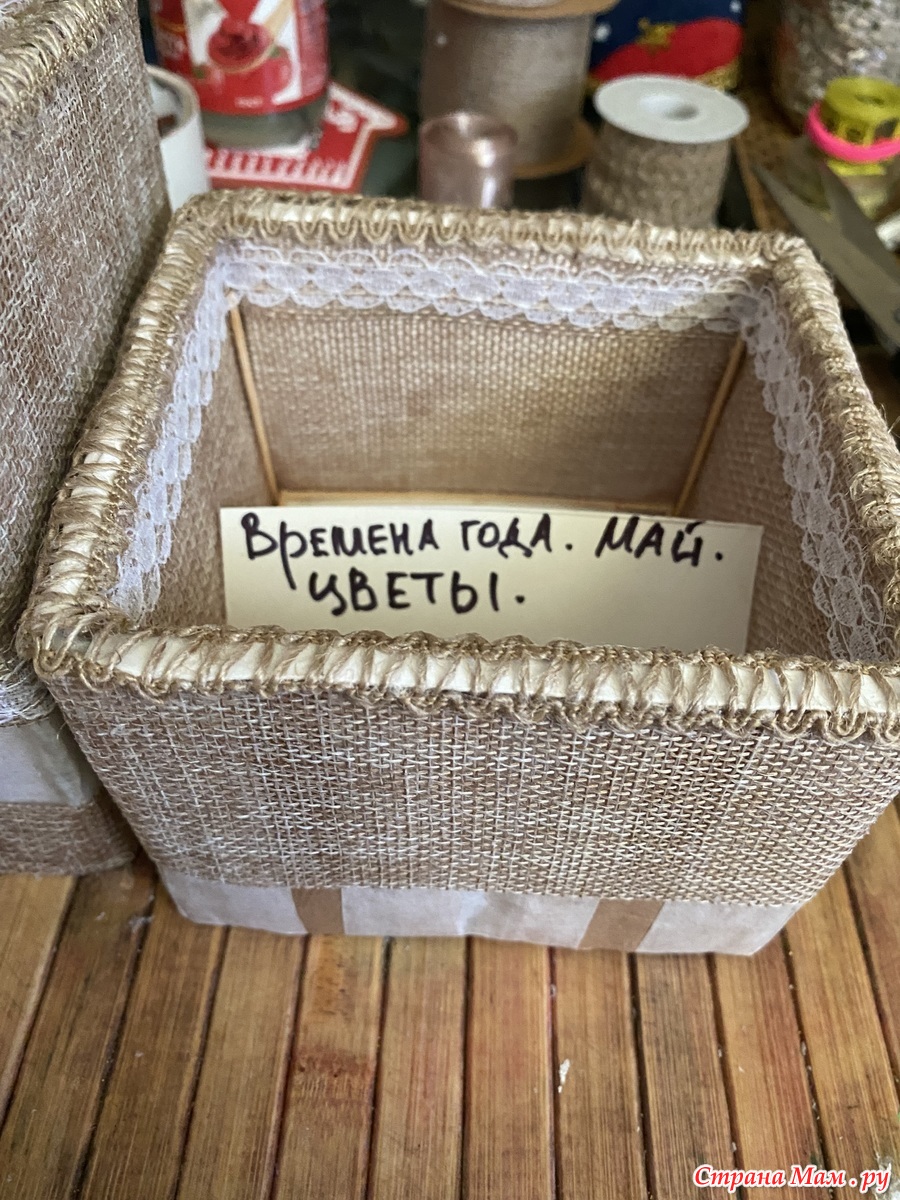 Времена года. Май.
Цветы.
Страна Мам.ру